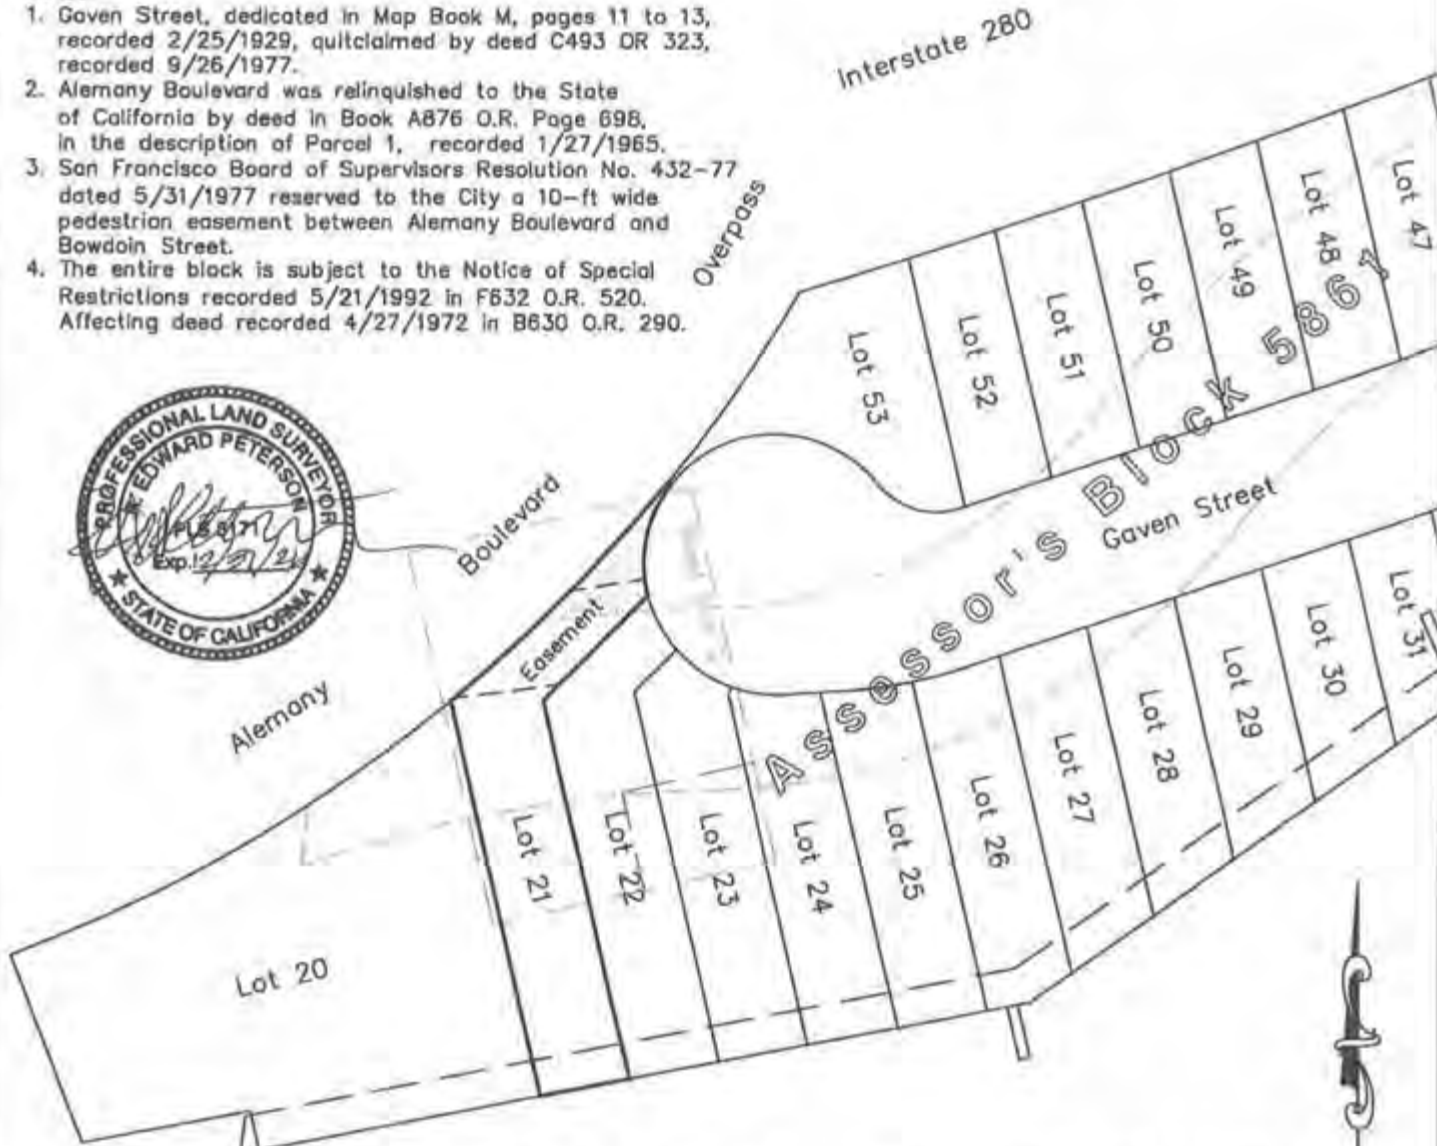 1. Gaven Street, dedicated in Map Book M, pages 11 to 13,
recorded 2/25/1929, quitclaimed by deed C493 OR 323,
recorded 9/26/1977.
2. Alemany Boulevard was relinquished to the State
of California by deed in Book A876 O.R. Page 698,
in the description of Parcel 1, recorded 1/27/1965.
3. San Francisco Board of Supervisors Resolution No. 432-77
dated 5/31/1977 reserved to the City a 10-ft wide
pedestrian easement between Alemany Boulevard and
Bowdoin Street.
4. The entire block is subject to the Notice of Special
Restrictions recorded 5/21/1992 in F632 O.R. 520.
Affecting deed recorded 4/27/1972 in B630 O.R. 290.
Interstate 280
Overpass
Lot 53
Lot 52
Lot 51
Lot 50
Lot 49
Lot 48
Lot 47
Assessor's Block 5867
Gaven Street
PROFESSIONAL LAND SURVEYOR
EDWARD PETERSON
Exp.
STATE OF CALIFORNIA
Alemany
Boulevard
Easement
Lot 20
Lot 21
Lot 22
Lot 23
Lot 24
Lot 25
Lot 26
Lot 27
Lot 28
Lot 29
Lot 30
Lot 31